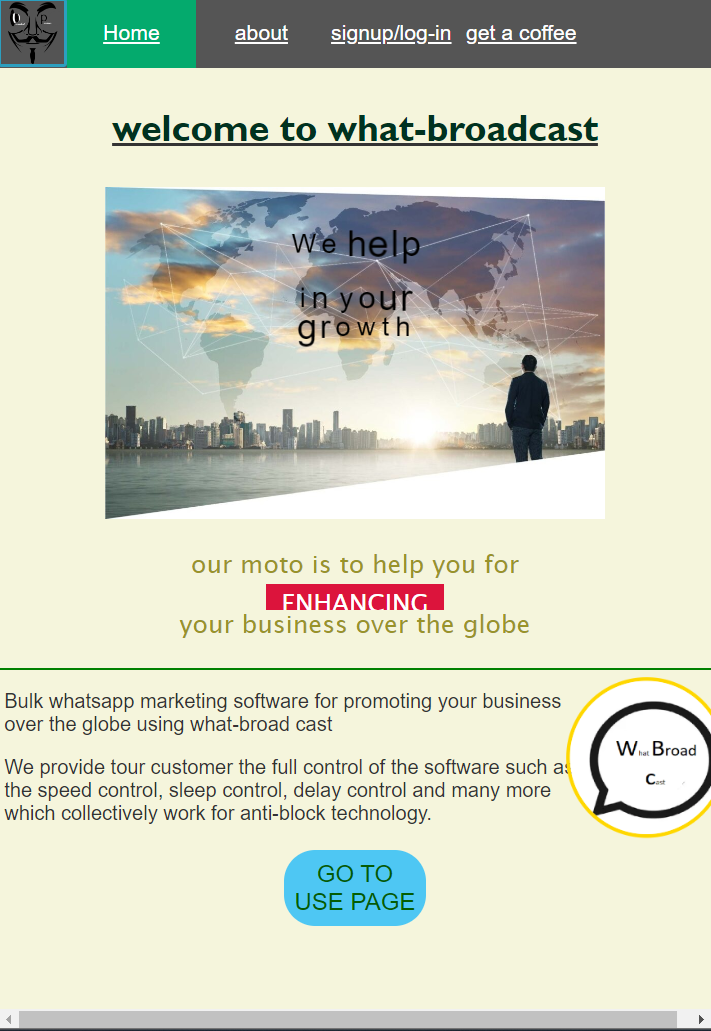 Home about signup/log-in get a coffee
welcome to what-broadcast
We help
in your
growth
our moto is to help you for
ENHANCING
your business over the globe
Bulk whatsapp marketing software for promoting your business
over the globe using what-broad cast
What Broad
Cast
We provide tour customer the full control of the software such as
the speed control, sleep control, delay control and many more
which collectively work for anti-block technology.
GO TO
USE PAGE